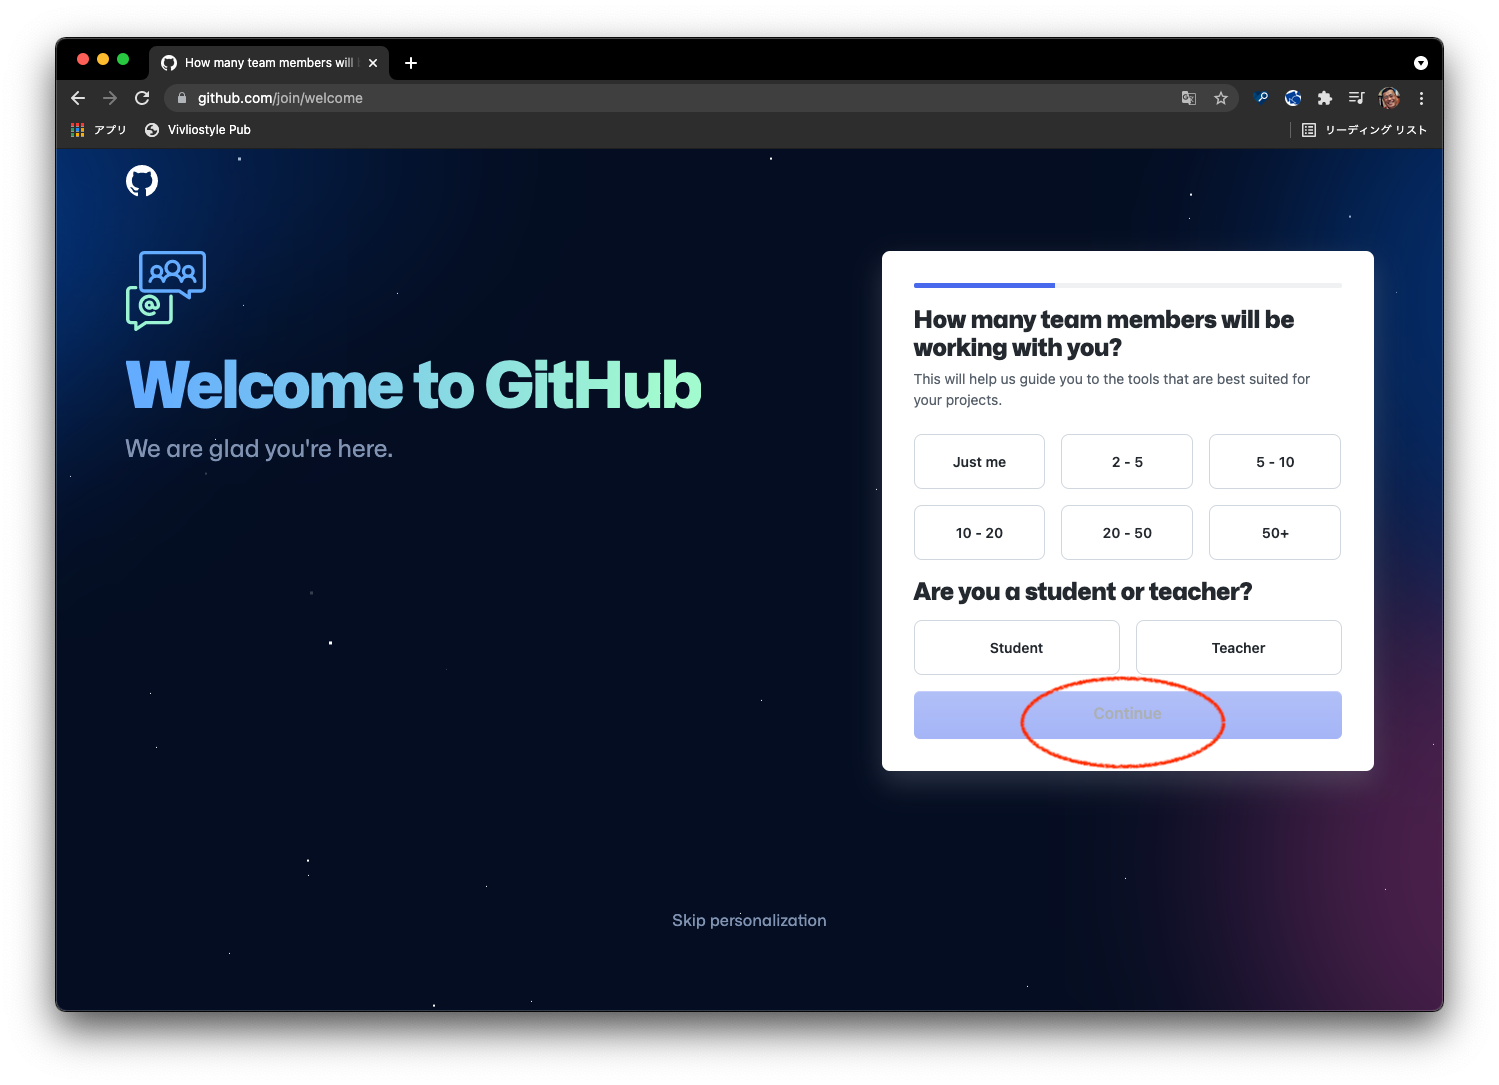 How many team members will
github.com/join/welcome
アプリ
Vivliostyle Pub
リーディング リスト
Welcome to GitHub
We are glad you're here.
How many team members will be
working with you?
This will help us guide you to the tools that are best suited for
your projects.
Just me
2 - 5
5 - 10
10 - 20
20 - 50
50+
Are you a student or teacher?
Student
Teacher
Continue
Skip personalization